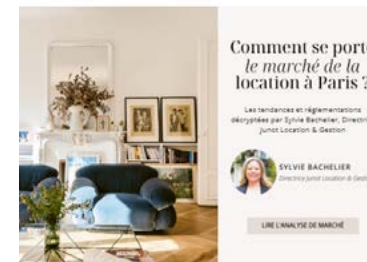 Comment se porte
le marché de la
location à Paris ?
Les tendances et réglementations
décryptées par Sylvie Bachelier, Directrice
Junot Location & Gestion
SYLVIE BACHELIER
Directrice Junot Location & Gestion
LIRE L'ANALYSE DE MARCHÉ